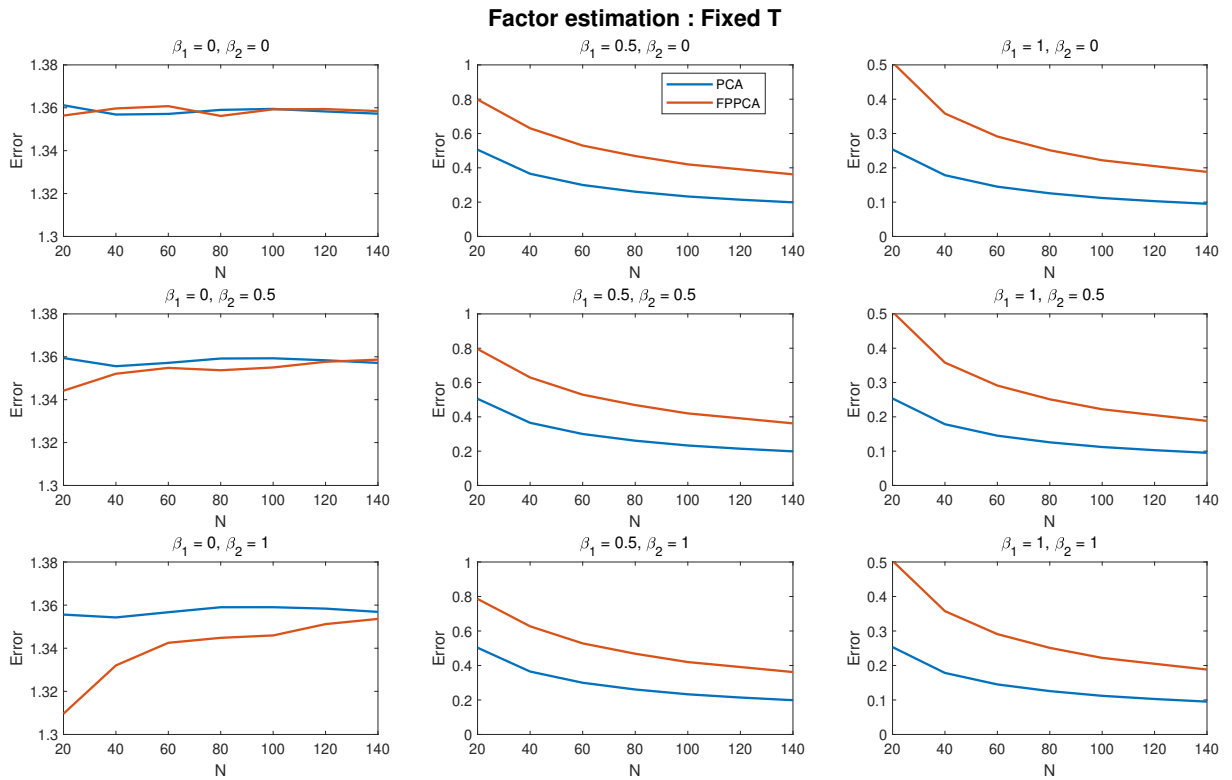 Factor estimation : Fixed T
β1 = 0, β2 = 0
1.38
1.36
1.34
1.32
1.3
Error
20 40 60 80 100 120 140
N
β1 = 0.5, β2 = 0
1
0.8
0.6
0.4
0.2
0
Error
PCA
FPPCA
20 40 60 80 100 120 140
N
β1 = 1, β2 = 0
0.5
0.4
0.3
0.2
0.1
0
Error
20 40 60 80 100 120 140
N
β1 = 0, β2 = 0.5
1.38
1.36
1.34
1.32
1.3
Error
20 40 60 80 100 120 140
N
β1 = 0.5, β2 = 0.5
1
0.8
0.6
0.4
0.2
0
Error
20 40 60 80 100 120 140
N
β1 = 1, β2 = 0.5
0.5
0.4
0.3
0.2
0.1
0
Error
20 40 60 80 100 120 140
N
β1 = 0, β2 = 1
1.38
1.36
1.34
1.32
1.3
Error
20 40 60 80 100 120 140
N
β1 = 0.5, β2 = 1
1
0.8
0.6
0.4
0.2
0
Error
20 40 60 80 100 120 140
N
β1 = 1, β2 = 1
0.5
0.4
0.3
0.2
0.1
0
Error
20 40 60 80 100 120 140
N